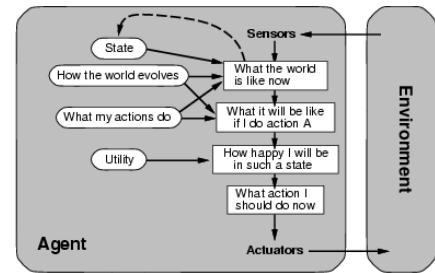 Sensors
State
How the world evolves
What the world
is like now
What my actions do
What it will be like
if I do action A
Utility
How happy I will be
in such a state
What action I
should do now
Agent
Actuators
Environment